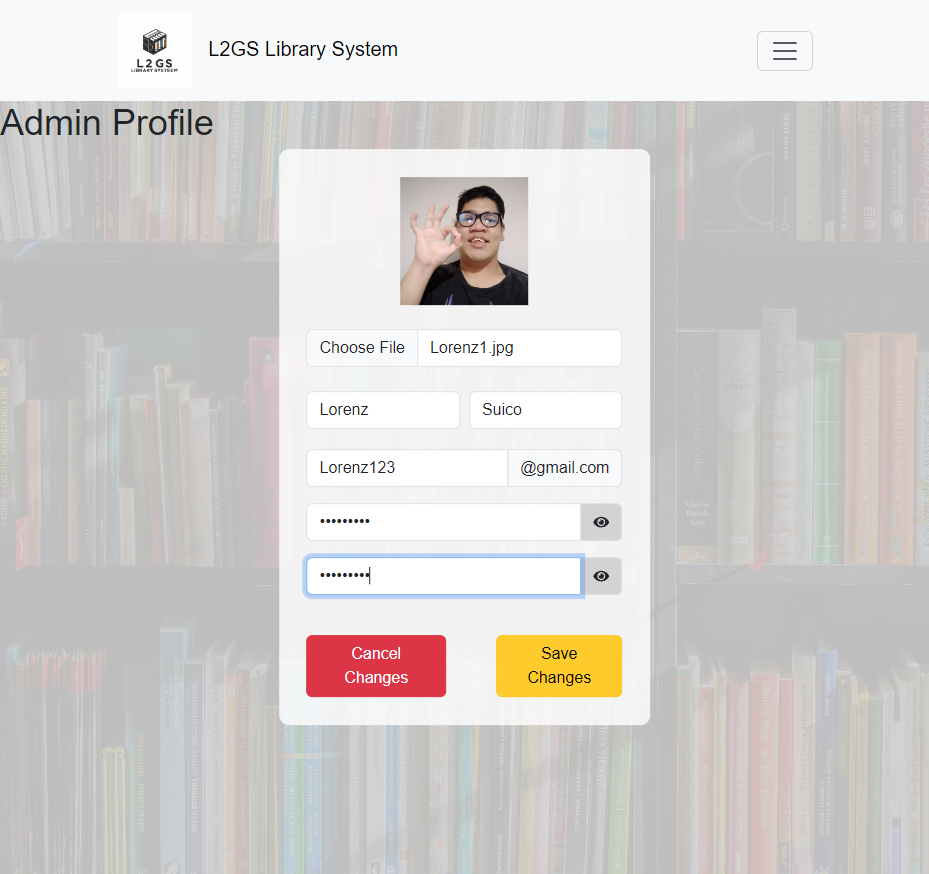 L2GS
LIBRARY SYSTEEM
L2GS Library System
Admin Profile
Choose File Lorenz1.jpg
Lorenz Suico
Lorenz123 @gmail.com
•••••••••
•••••••••
Cancel
Changes
Save
Changes